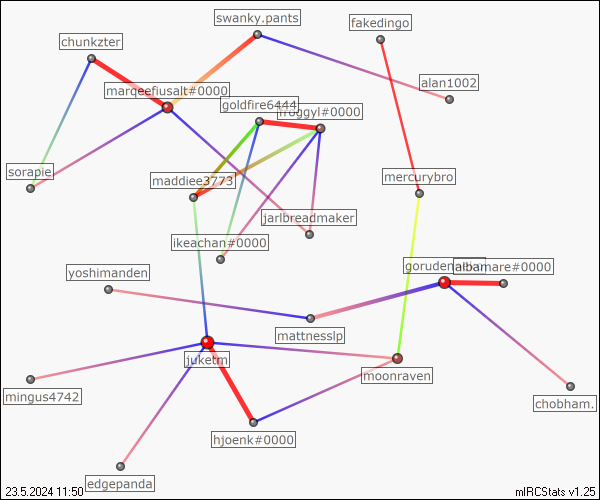 swanky.pants
fakedingo
chunkzter
alan1002
marqeefiusalt#0000
goldfire6444
froggyl#0000
sorapie.
maddiee3773
mercurybro
jarlbreadmaker
ikeachan#0000
yoshimanden
albamare#0000
mattnesslp
juketm
moonraven
mingus4742
chobham.
hjoenk#0000
edgepanda
23.5.2024 11:50
mIRCStats v1.25